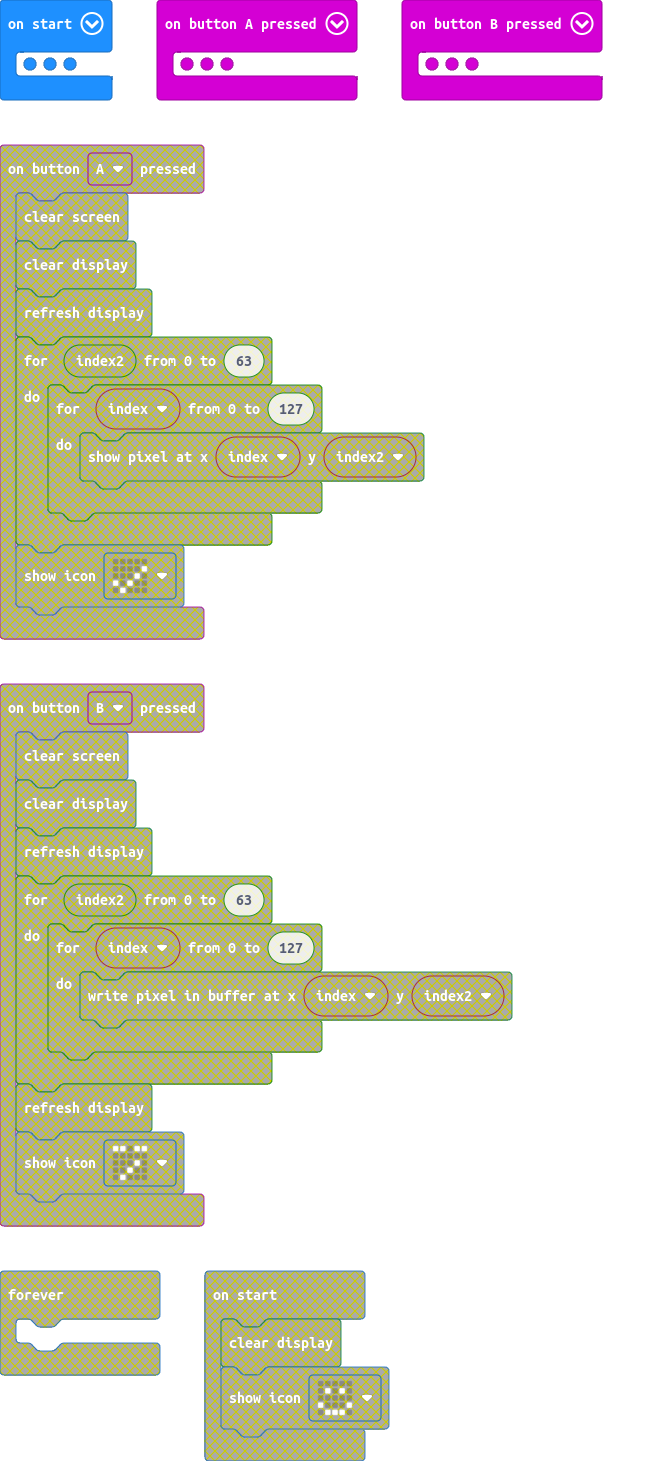 on start on button A pressed on button B pressed
on button A pressed
clear screen
clear display
refresh display
for index2 from 0 to 63
do
for index from 0 to 127
do
show pixel at x index y index2
show icon
on button B pressed
clear screen
clear display
refresh display
for index2 from 0 to 63
do
for index from 0 to 127
do
write pixel in buffer at x index y index2
refresh display
show icon
forever
on start
clear display
show icon